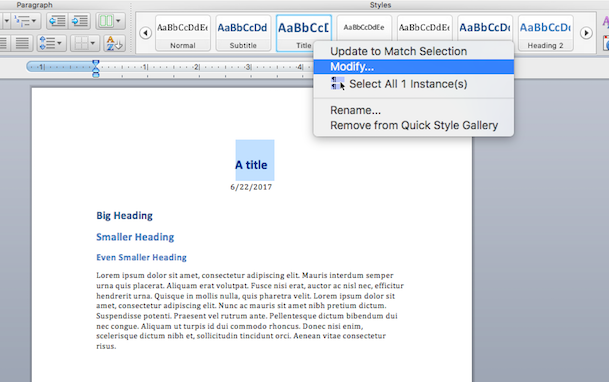 Paragraph
Styles
AaBbCcDdEe
AaBbCcDd
AaBbCcD
AaBbCcDdEe
AaBbCcDdEe
AaBbCcDd
AaBbCcDdE
Normal
Subtitle
Title
Heading 2
Update to Match Selection
Modify...
Select All 1 Instance(s)
Rename...
Remove from Quick Style Gallery
A title
6/22/2017
Big Heading
Smaller Heading
Even Smaller Heading
Lorem ipsum dolor sit amet, consectetur adipiscing elit. Mauris interdum semper
urna quis placerat. Aliquam erat volutpat. Fusce nisi erat, auctor ac nisl nec, efficitur
hendrerit urna. Quisque in mollis nulla, quis pharetra velit. Lorem ipsum dolor sit
amet, consectetur adipiscing elit. Nunc ac mauris sit amet nibh pretium dictum.
Suspendisse potenti. Praesent vel rutrum ante. Pellentesque dictum bibendum dui
nec congue. Aliquam ut turpis id dui commodo rhoncus. Donec nisi enim,
scelerisque dictum nibh et, sollicitudin tincidunt orci. Aenean vitae consectetur
risus.